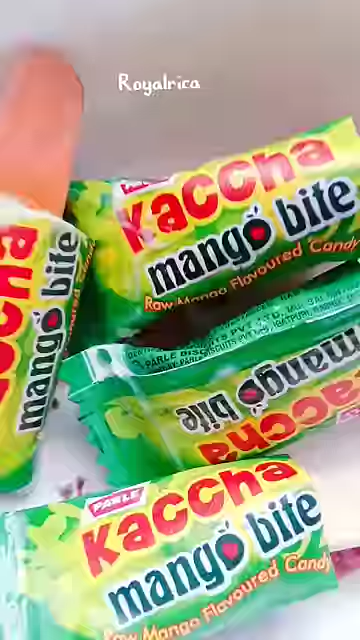 Royalrica
Kaccha
mango bite
Raw Mango Flavoured Candy
Kaccha
mango bite
PARLE BISCUITS PVT LTD
mango bite
Kaccha
PARLE
Kaccha
mango bite
Raw Mango Flavoured Candy